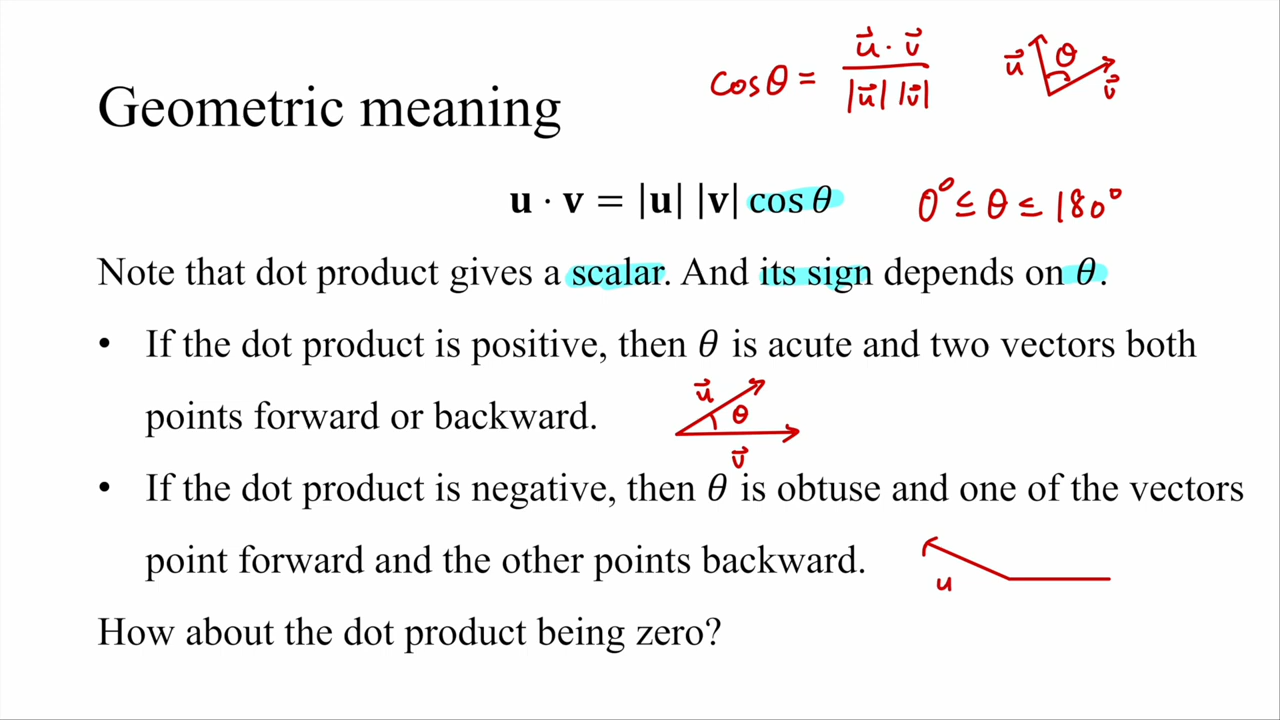 cosθ = u⃗ · v⃗ / |u⃗| |v⃗|
u⃗ θ v⃗
Geometric meaning
𝐮 · 𝐯 = |𝐮| |𝐯| cos 𝜃
0° ≤ θ ≤ 180°
Note that dot product gives a scalar. And its sign depends on 𝜃.
• If the dot product is positive, then 𝜃 is acute and two vectors both
points forward or backward.
u⃗ θ
v⃗
• If the dot product is negative, then 𝜃 is obtuse and one of the vectors
point forward and the other points backward.
u
How about the dot product being zero?